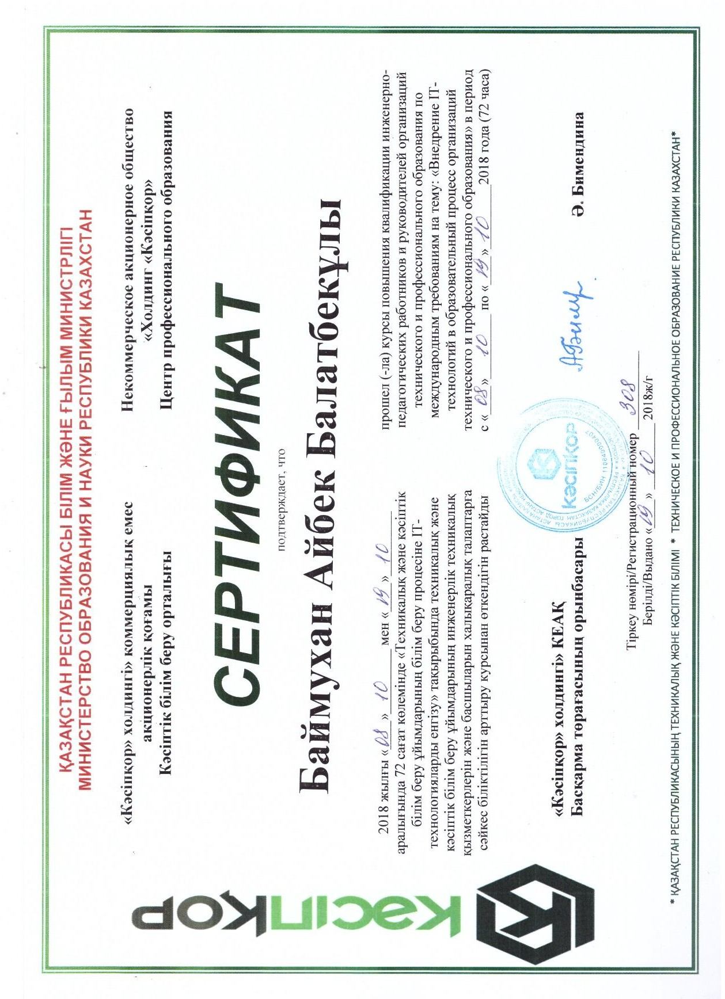 ҚАЗАҚСТАН РЕСПУБЛИКАСЫ БІЛІМ ЖӘНЕ ҒЫЛЫМ МИНИСТРЛІГІ
МИНИСТЕРСТВО ОБРАЗОВАНИЯ И НАУКИ РЕСПУБЛИКИ КАЗАХСТАН
«Кәсіпқор» холдингі» коммерциялық емес
акционерлік қоғамы
Кәсіптік білім беру орталығы
Некоммерческое акционерное общество
«Холдинг «Кәсіпқор»
Центр профессионального образования
СЕРТИФИКАТ
подтверждает, что
Баймухан Айбек Балатбекұлы
2018 жылғы «08» 10 мен «19» 10
аралығында 72 сағат көлемінде «Техникалық және кәсіптік
білім беру ұйымдарының білім беру процесіне IT-
технологияларды енгізу» тақырыбында техникалық және
кәсіптік білім беру ұйымдарының инженерлік техникалық
қызметкерлерін және басшыларын халықаралық талаптарға
сәйкес біліктілігін арттыру курсынан өткендігін растайды
прошел (-ла) курсы повышения квалификации инженерно-
педагогических работников и руководителей организаций
технического и профессионального образования по
международным требованиям на тему: «Внедрение IT-
технологий в образовательный процесс организаций
технического и профессионального образования» в период
с «08» 10 по «19» 10 2018 года (72 часа)
«Кәсіпқор» холдингі» КЕАҚ
Басқарма төрағасының орынбасары
Ә. Бимендина
КӘСІПҚОР
Тіркеу нөмірі/Регистрационный номер 308
Берілді/Выдано «19» 10 2018ж/г
* ҚАЗАҚСТАН РЕСПУБЛИКАСЫНЫҢ ТЕХНИКАЛЫҚ ЖӘНЕ КӘСІПТІК БІЛІМІ * ТЕХНИЧЕСКОЕ И ПРОФЕССИОНАЛЬНОЕ ОБРАЗОВАНИЕ РЕСПУБЛИКИ КАЗАХСТАН*
кәсіпқор